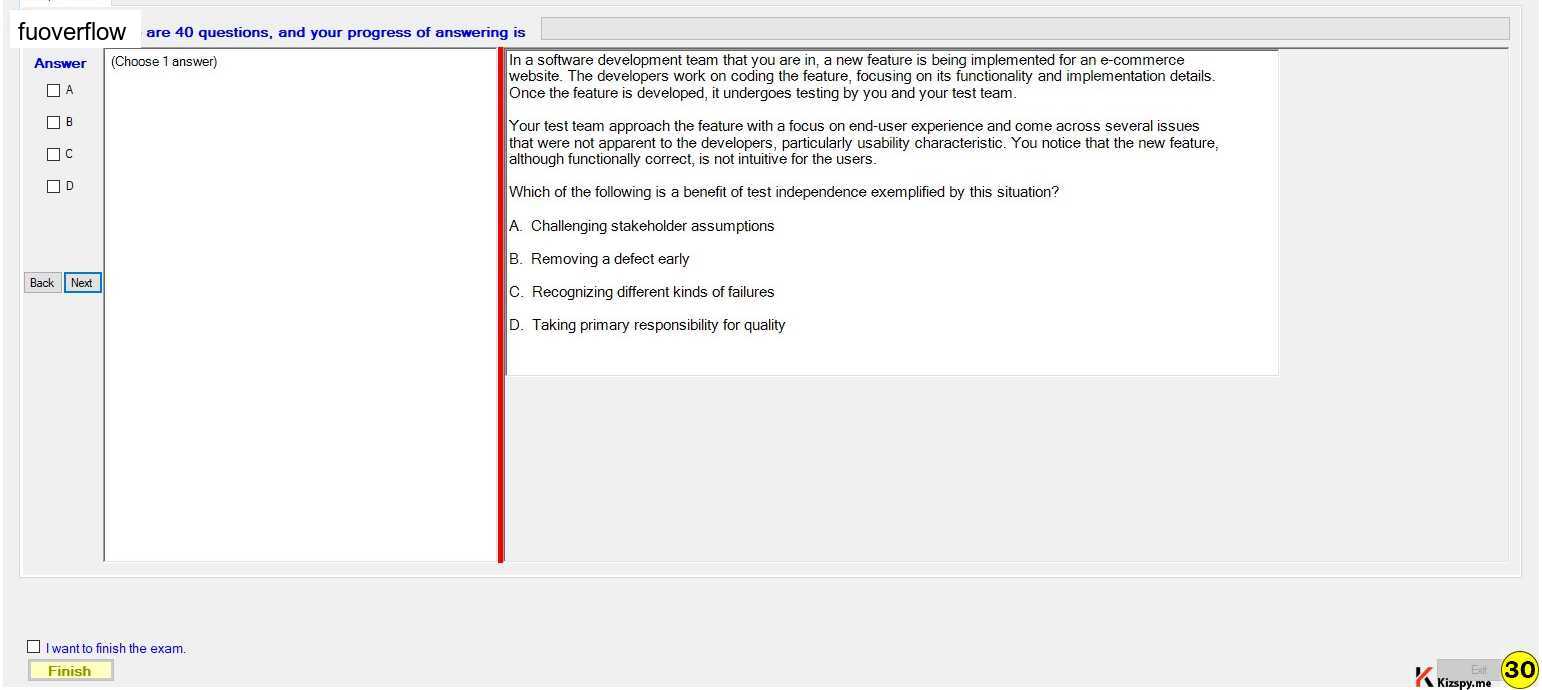 fuoverflow are 40 questions, and your progress of answering is
Answer
(Choose 1 answer)
A
B
C
D
Back Next
In a software development team that you are in, a new feature is being implemented for an e-commerce
website. The developers work on coding the feature, focusing on its functionality and implementation details.
Once the feature is developed, it undergoes testing by you and your test team.
Your test team approach the feature with a focus on end-user experience and come across several issues
that were not apparent to the developers, particularly usability characteristic. You notice that the new feature,
although functionally correct, is not intuitive for the users.
Which of the following is a benefit of test independence exemplified by this situation?
A. Challenging stakeholder assumptions
B. Removing a defect early
C. Recognizing different kinds of failures
D. Taking primary responsibility for quality
I want to finish the exam.
Finish
Exit
Kizspy.me
30